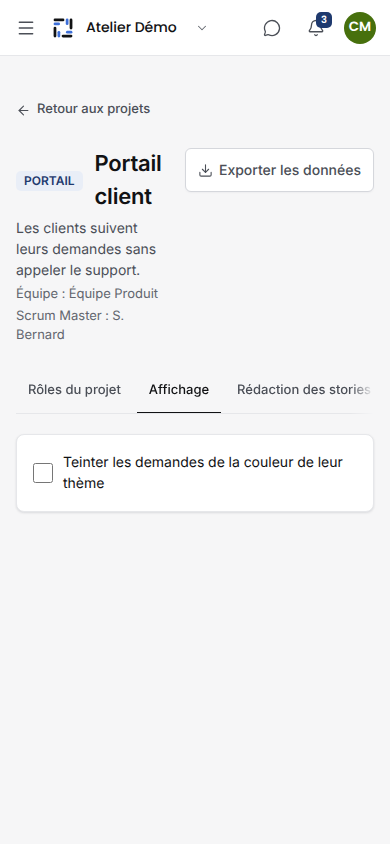 Atelier Démo
3
CM
Retour aux projets
PORTAIL
Portail
client
Exporter les données
Les clients suivent
leurs demandes sans
appeler le support.
Équipe : Équipe Produit
Scrum Master : S.
Bernard
Rôles du projet
Affichage
Rédaction des stories
Teinter les demandes de la couleur de leur
thème